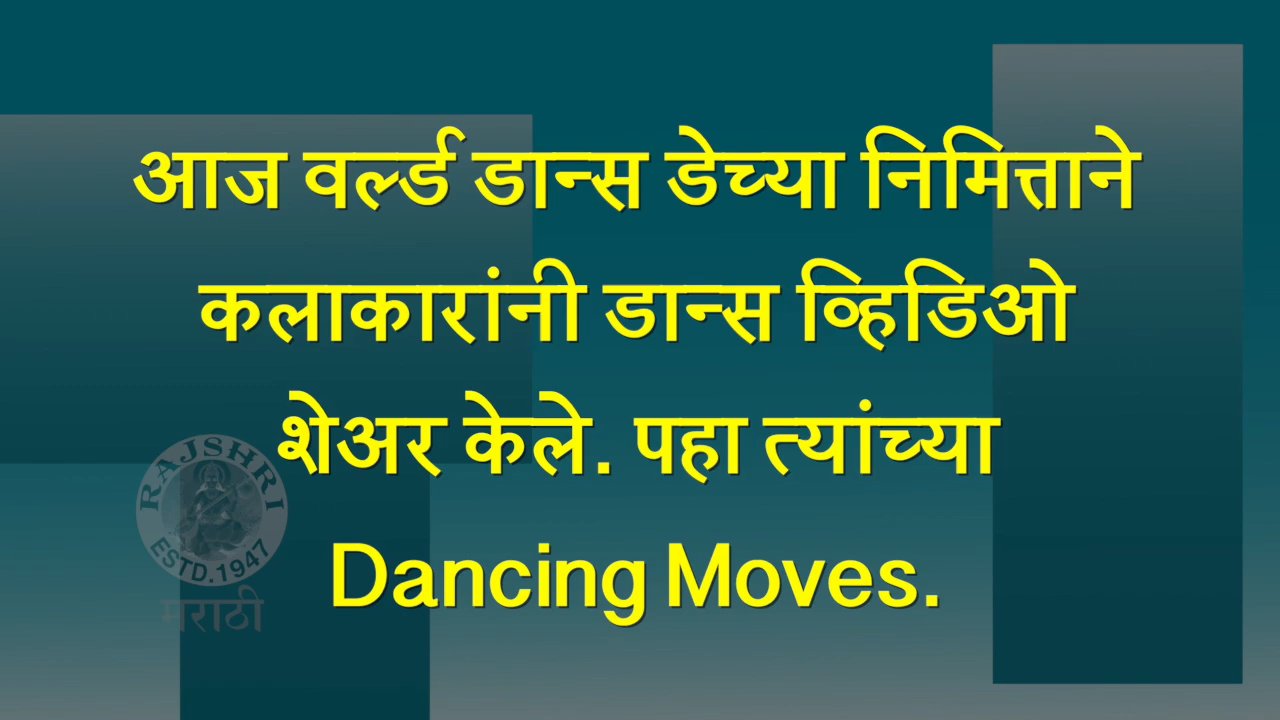 आज वर्ल्ड डान्स डेच्या निमित्ताने
कलाकारांनी डान्स व्हिडिओ
शेअर केले. पहा त्यांच्या
Dancing Moves.
RAJSHRI
ESTD.1947
मराठी